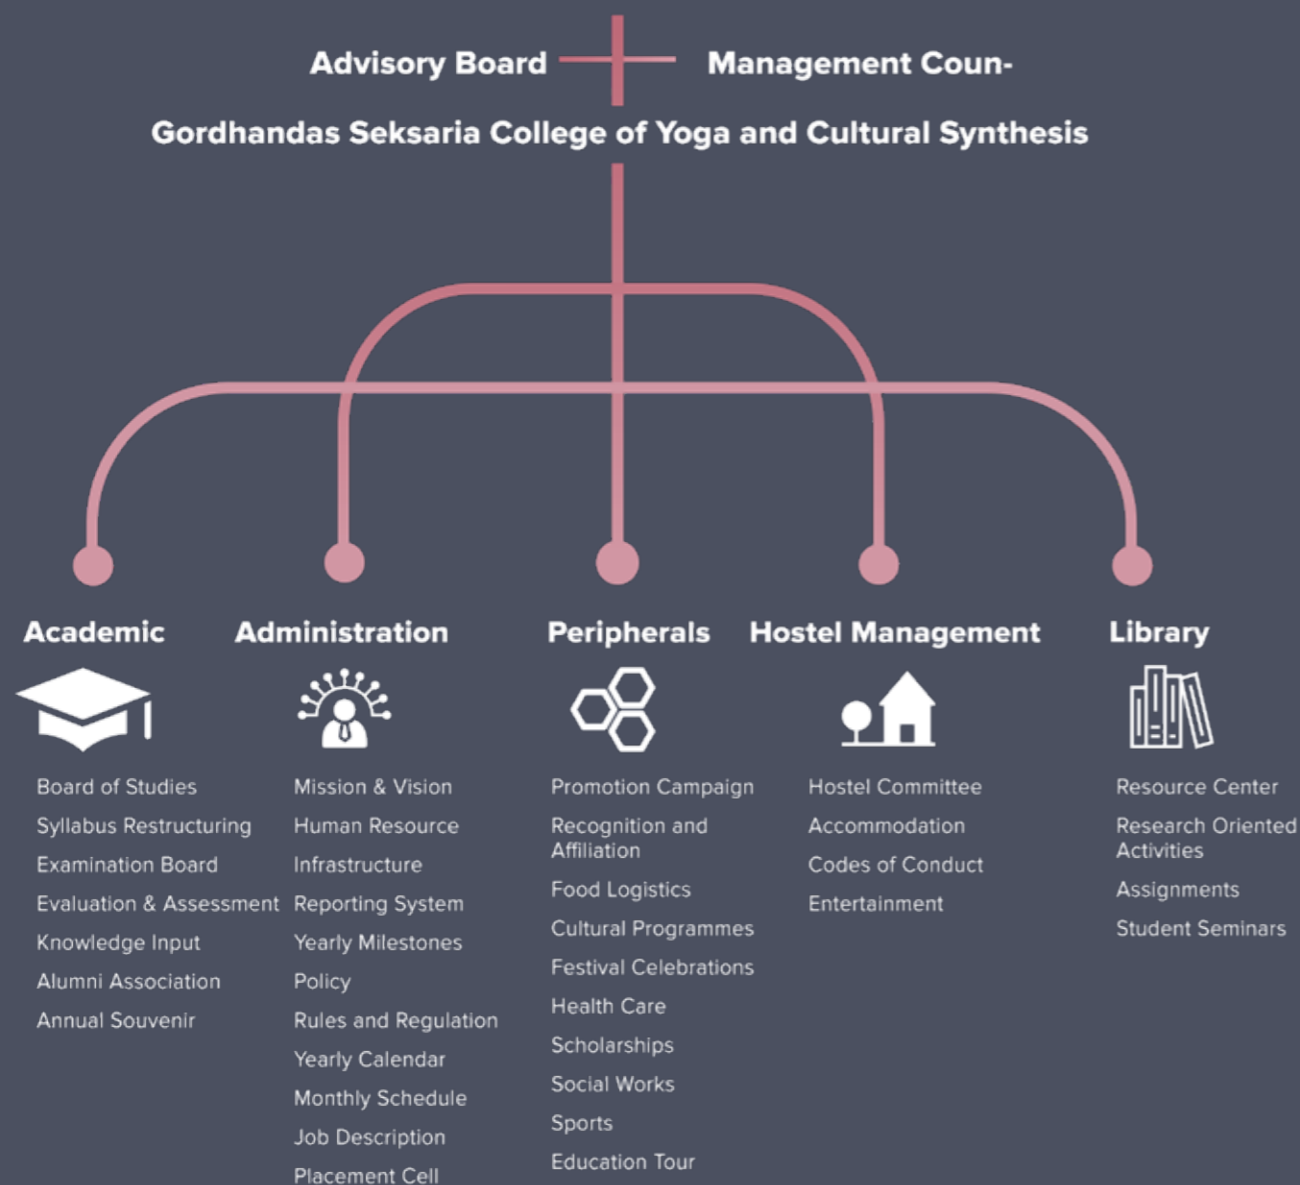 Advisory Board
Management Coun-
Gordhandas Seksaria College of Yoga and Cultural Synthesis
Academic
Board of Studies
Syllabus Restructuring
Examination Board
Evaluation & Assessment
Knowledge Input
Alumni Association
Annual Souvenir
Administration
Mission & Vision
Human Resource
Infrastructure
Reporting System
Yearly Milestones
Policy
Rules and Regulation
Yearly Calendar
Monthly Schedule
Job Description
Placement Cell
Peripherals
Promotion Campaign
Recognition and
Affiliation
Food Logistics
Cultural Programmes
Festival Celebrations
Health Care
Scholarships
Social Works
Sports
Education Tour
Hostel Management
Hostel Committee
Accommodation
Codes of Conduct
Entertainment
Library
Resource Center
Research Oriented
Activities
Assignments
Student Seminars